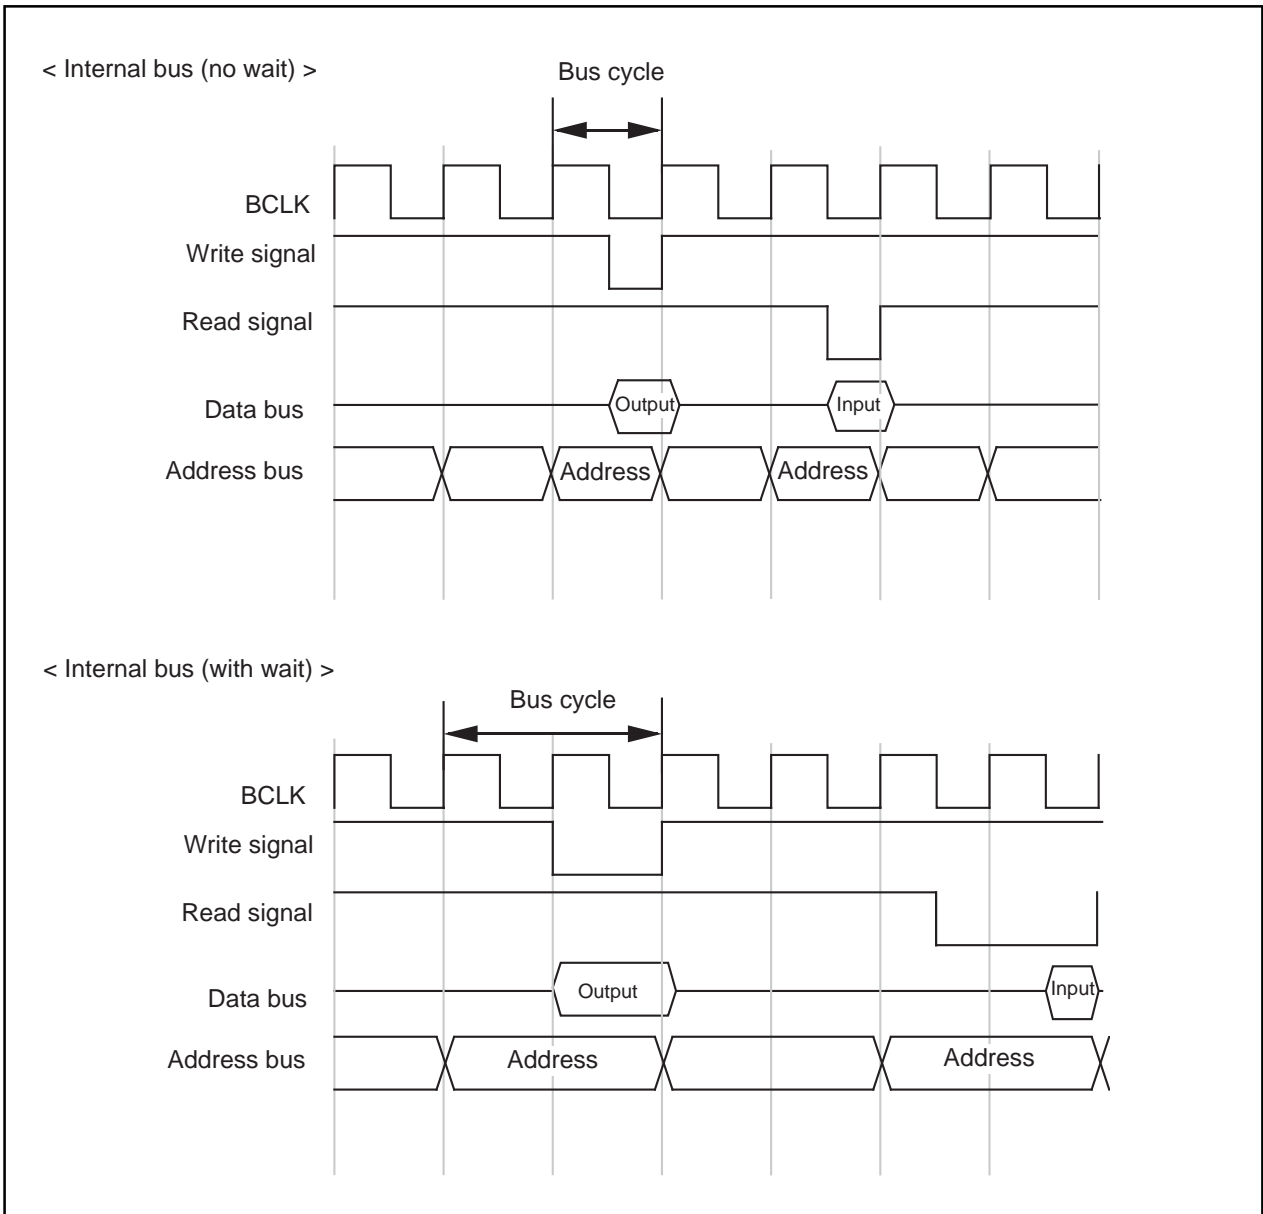 < Internal bus (no wait) >
Bus cycle
BCLK
Write signal
Read signal
Data bus
Output
Input
Address bus
Address
Address
< Internal bus (with wait) >
Bus cycle
BCLK
Write signal
Read signal
Data bus
Output
Input
Address bus
Address
Address